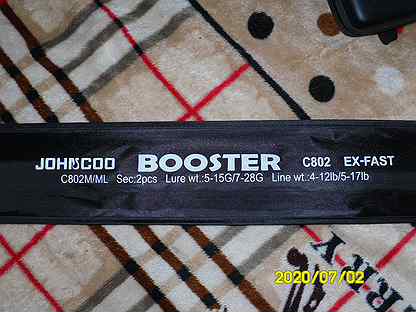 JOHNCOO BOOSTER C802 EX-FAST
C802M/ML Sec:2pcs Lure wt.:5-15G/7-28G Line wt.:4-12lb/5-17lb
2020/07/02